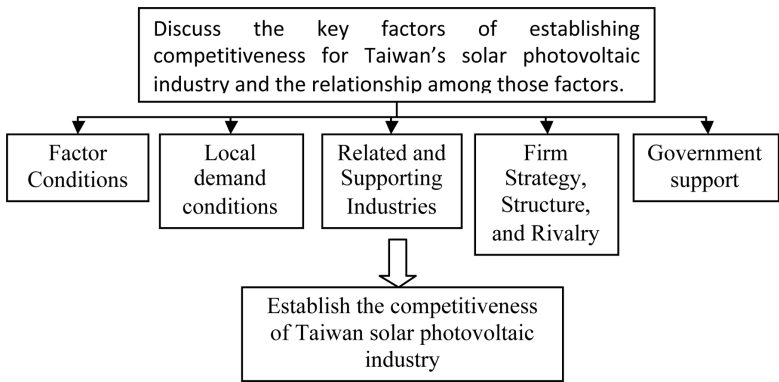 Discuss the key factors of establishing
competitiveness for Taiwan's solar photovoltaic
industry and the relationship among those factors.
Factor
Conditions
Local
demand
conditions
Related and
Supporting
Industries
Firm
Strategy,
Structure,
and Rivalry
Government
support
Establish the competitiveness
of Taiwan solar photovoltaic
industry